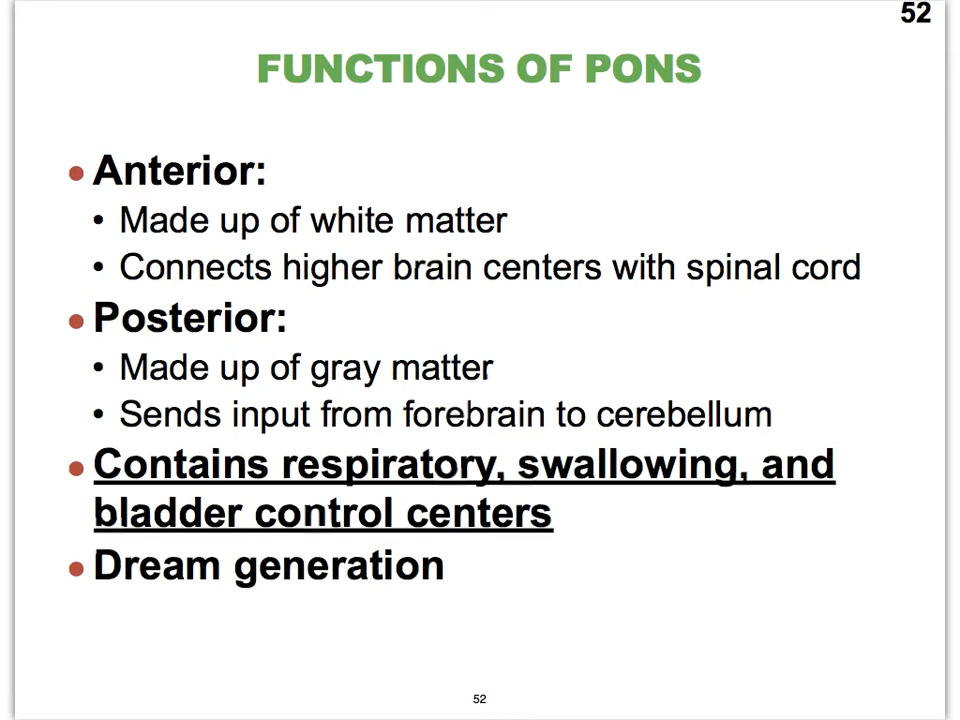 52
FUNCTIONS OF PONS
• Anterior:
• Made up of white matter
• Connects higher brain centers with spinal cord
• Posterior:
• Made up of gray matter
• Sends input from forebrain to cerebellum
• Contains respiratory, swallowing, and
bladder control centers
• Dream generation
52